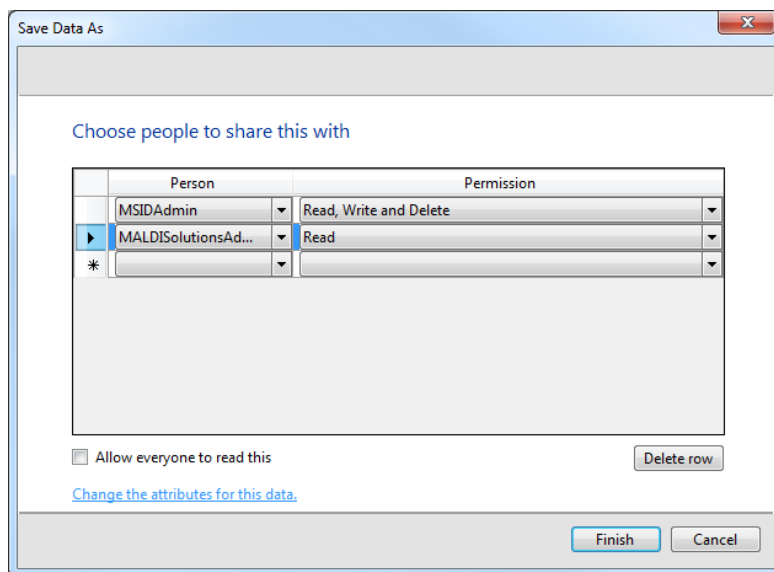 Save Data As
Choose people to share this with
Person Permission
MSIDAdmin Read, Write and Delete
MALDISolutionsAd... Read
Allow everyone to read this Delete row
Change the attributes for this data.
Finish Cancel